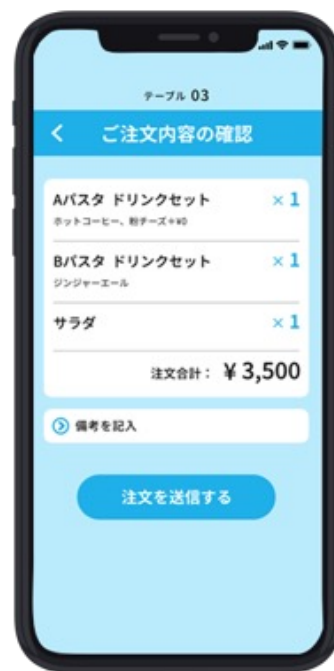 テーブル 03
ご注文内容の確認
Aパスタ ドリンクセット × 1
ホットコーヒー、粉チーズ+¥0
Bパスタ ドリンクセット × 1
ジンジャーエール
サラダ × 1
注文合計： ¥ 3,500
備考を記入
注文を送信する